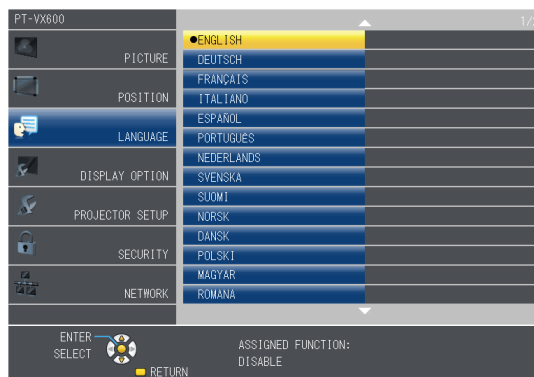 PT-VX600
1/
PICTURE
POSITION
LANGUAGE
DISPLAY OPTION
PROJECTOR SETUP
SECURITY
NETWORK
●ENGLISH
DEUTSCH
FRANÇAIS
ITALIANO
ESPAÑOL
PORTUGUÊS
NEDERLANDS
SVENSKA
SUOMI
NORSK
DANSK
POLSKI
MAGYAR
ROMANA
ENTER
SELECT
RETURN
ASSIGNED FUNCTION:
DISABLE